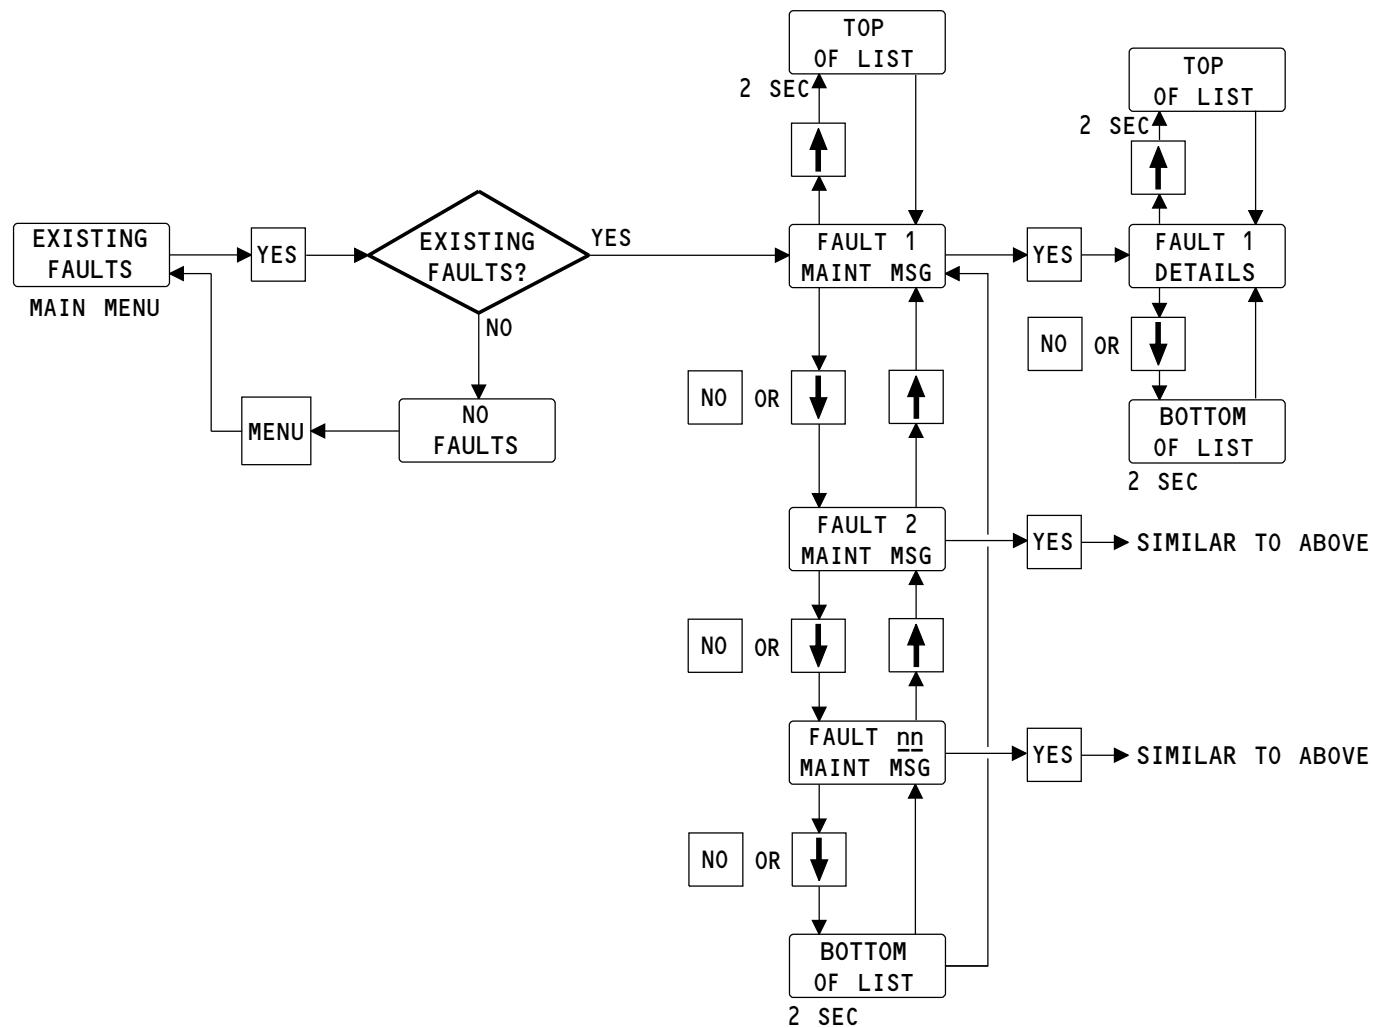 TOP
OF LIST
2 SEC
TOP
OF LIST
2 SEC
EXISTING
FAULTS
MAIN MENU
YES
EXISTING
FAULTS?
YES
NO
FAULT 1
MAINT MSG
YES
FAULT 1
DETAILS
NO OR
BOTTOM
OF LIST
2 SEC
NO OR
MENU
NO
FAULTS
FAULT 2
MAINT MSG
YES
SIMILAR TO ABOVE
NO OR
FAULT nn
MAINT MSG
YES
SIMILAR TO ABOVE
NO OR
BOTTOM
OF LIST
2 SEC